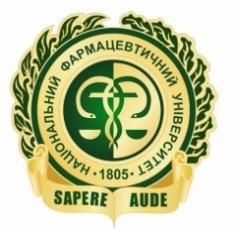 НАЦІОНАЛЬНИЙ ФАРМАЦЕВТИЧНИЙ УНІВЕРСИТЕТ
• 1805 •
SAPERE AUDE